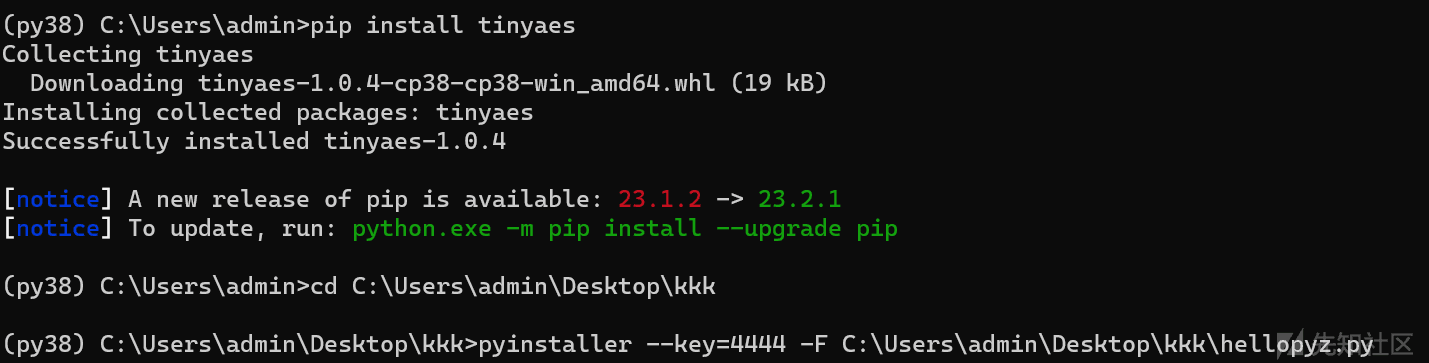 (py38) C:\Users\admin>pip install tinyaes
Collecting tinyaes
  Downloading tinyaes-1.0.4-cp38-cp38-win_amd64.whl (19 kB)
Installing collected packages: tinyaes
Successfully installed tinyaes-1.0.4
[notice] A new release of pip is available: 23.1.2 -> 23.2.1
[notice] To update, run: python.exe -m pip install --upgrade pip
(py38) C:\Users\admin>cd C:\Users\admin\Desktop\kkk
(py38) C:\Users\admin\Desktop\kkk>pyinstaller --key=4444 -F C:\Users\admin\Desktop\kkk\hellopyz.py
先知社区